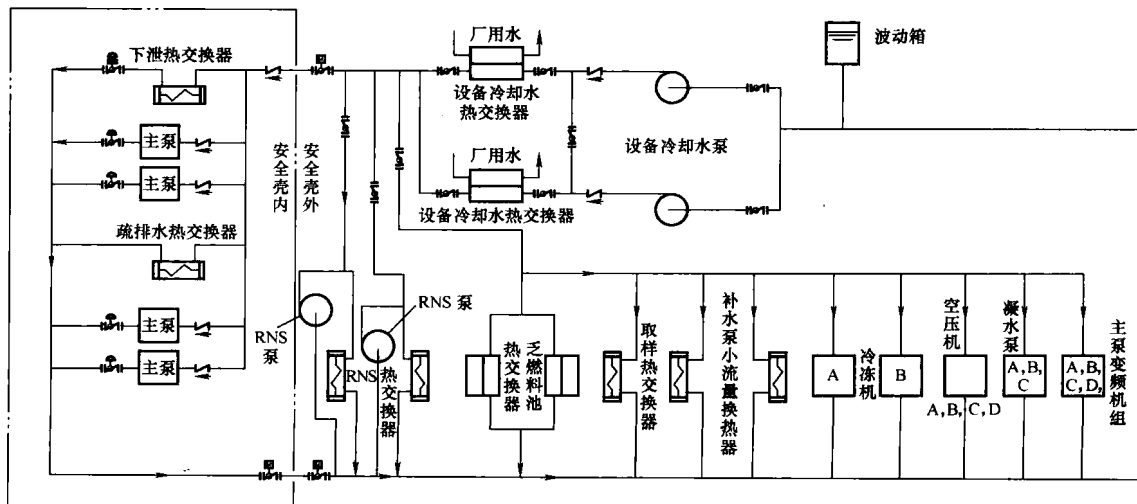 下泄热交换器
主泵
主泵
疏排水热交换器
主泵
主泵
安全壳内
安全壳外
厂用水
设备冷却水
热交换器
厂用水
设备冷却水热交换器
设备冷却水泵
波动箱
RNS
泵
RNS 泵
RNS
热交换器
乏燃料池
热交换器
取样热交换器
补水泵小流量换热器
A
冷冻机
B
空压机
A, B, C, D
凝水泵
A, B,
C
A, B,
C, D,
主泵变频机组